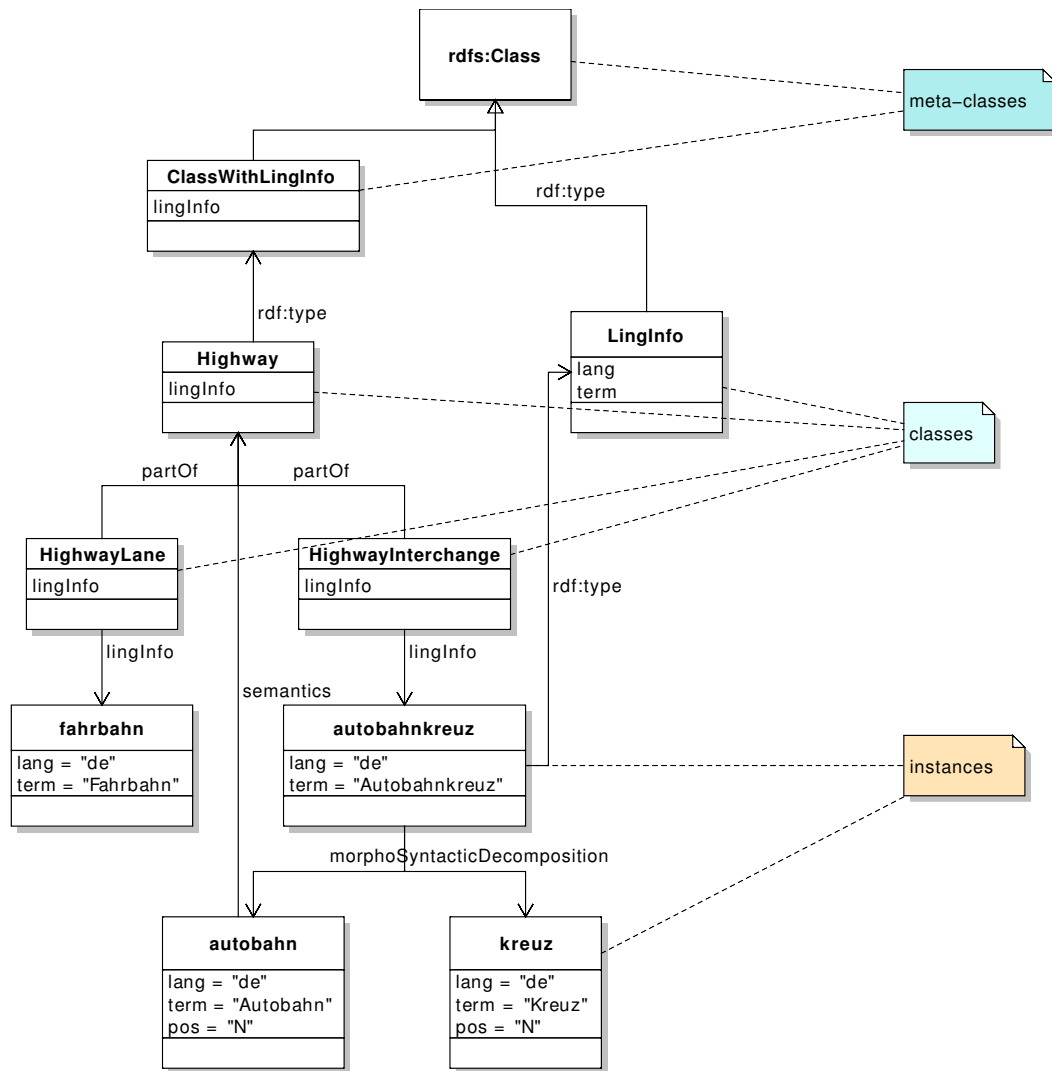 rdfs:Class
meta-classes
ClassWithLingInfo
lingInfo
rdf:type
rdf:type
LingInfo
lang
term
Highway
lingInfo
classes
partOf
partOf
HighwayLane
lingInfo
HighwayInterchange
lingInfo
rdf:type
lingInfo
lingInfo
semantics
fahrbahn
lang = "de"
term = "Fahrbahn"
autobahnkreuz
lang = "de"
term = "Autobahnkreuz"
instances
morphoSyntacticDecomposition
autobahn
lang = "de"
term = "Autobahn"
pos = "N"
kreuz
lang = "de"
term = "Kreuz"
pos = "N"